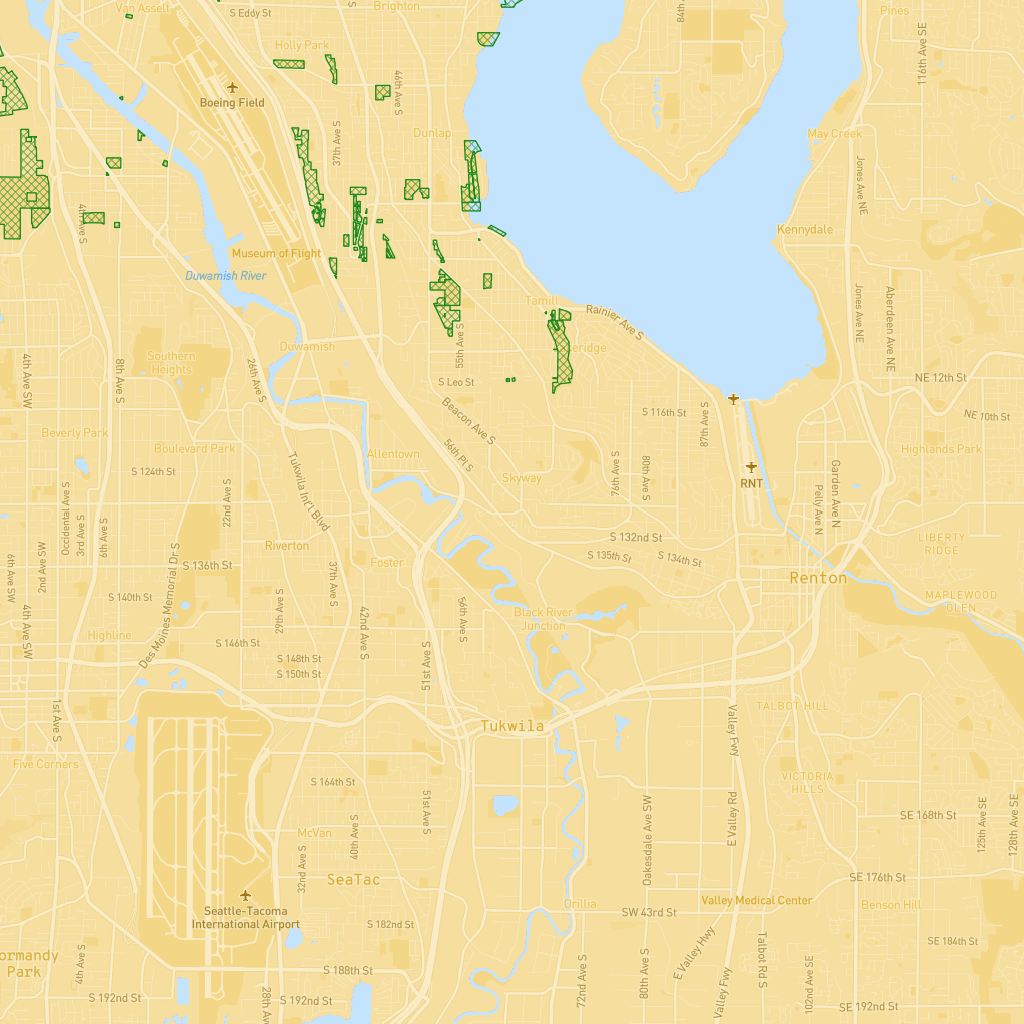 Van Asselt
S Eddy St
Brighton
84th A
Pines
Holly Park
46th Ave S
116th Ave SE
Boeing Field
37th Ave S
Dunlap
May Creek
Jones Ave NE
4th Ave S
Kennydale
Museum of Flight
Duwamish River
Tamill
Rainier Ave S
Jones Ave NE
Aberdeen Ave NE
eridge
Duwamish
55th Ave S
Southern
Heights
4th Ave SW
8th Ave S
26th Ave S
S Leo St
NE 12th St
Beacon Ave S
S 116th St
87th Ave S
NE 10th St
Beverly Park
Boulevard Park
Allentown
56th Pl S
Highlands Park
S 124th St
Tukwila Int'l Blvd
Skyway
76th Ave S
80th Ave S
RNT
Garden Ave N
Pelly Ave N
22nd Ave S
Occidental Ave S
3rd Ave S
6th Ave S
Riverton
S 132nd St
LIBERTY
RIDGE
S 135th St
S 134th St
6th Ave SW
2nd Ave SW
S 136th St
Des Moines Memorial Dr S
37th Ave S
Foster
Renton
S 140th St
29th Ave S
42nd Ave S
56th Ave S
Black River
Junction
MAPLEWOOD
GLEN
4th Ave SW
Highline
S 146th St
S 148th St
S 150th St
51st Ave S
1st Ave S
Tukwila
Valley Fwy
TALBOT HILL
Five Corners
S 164th St
VICTORIA
HILLS
51st Ave S
McVan
40th Ave S
32nd Ave S
Oakesdale Ave SW
E Valley Rd
SE 168th St
125th Ave SE
128th Ave SE
SeaTac
SE 176th St
Seattle-Tacoma
International Airport
S 182nd St
Orillia
SW 43rd St
Valley Medical Center
Benson Hill
ormandy
Park
4th Ave S
S 188th St
E Valley Hwy
Talbot Rd S
SE 184th St
S 192nd St
28th Ave S
S 192nd St
72nd Ave S
80th Ave S
Valley Fwy
102nd Ave SE
SE 192nd St